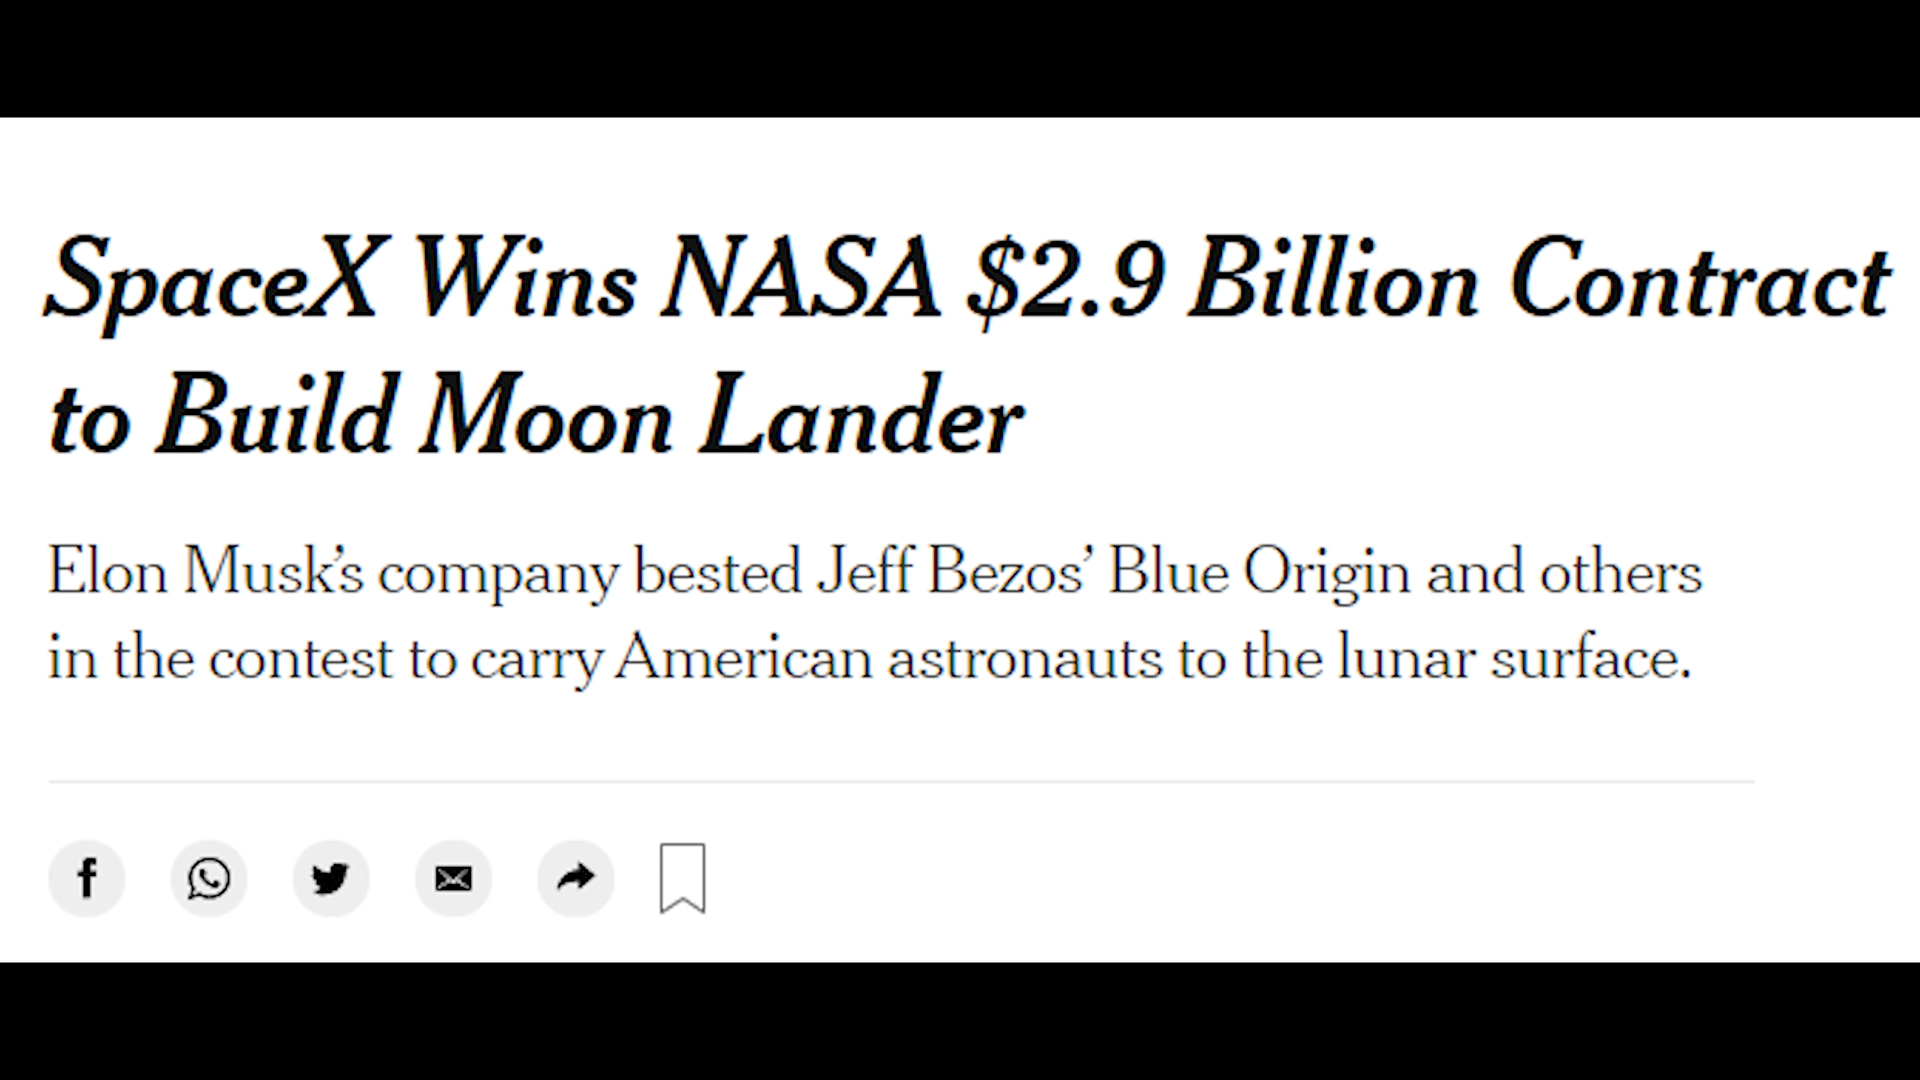 SpaceX Wins NASA $2.9 Billion Contract
to Build Moon Lander
Elon Musk’s company bested Jeff Bezos’ Blue Origin and others
in the contest to carry American astronauts to the lunar surface.